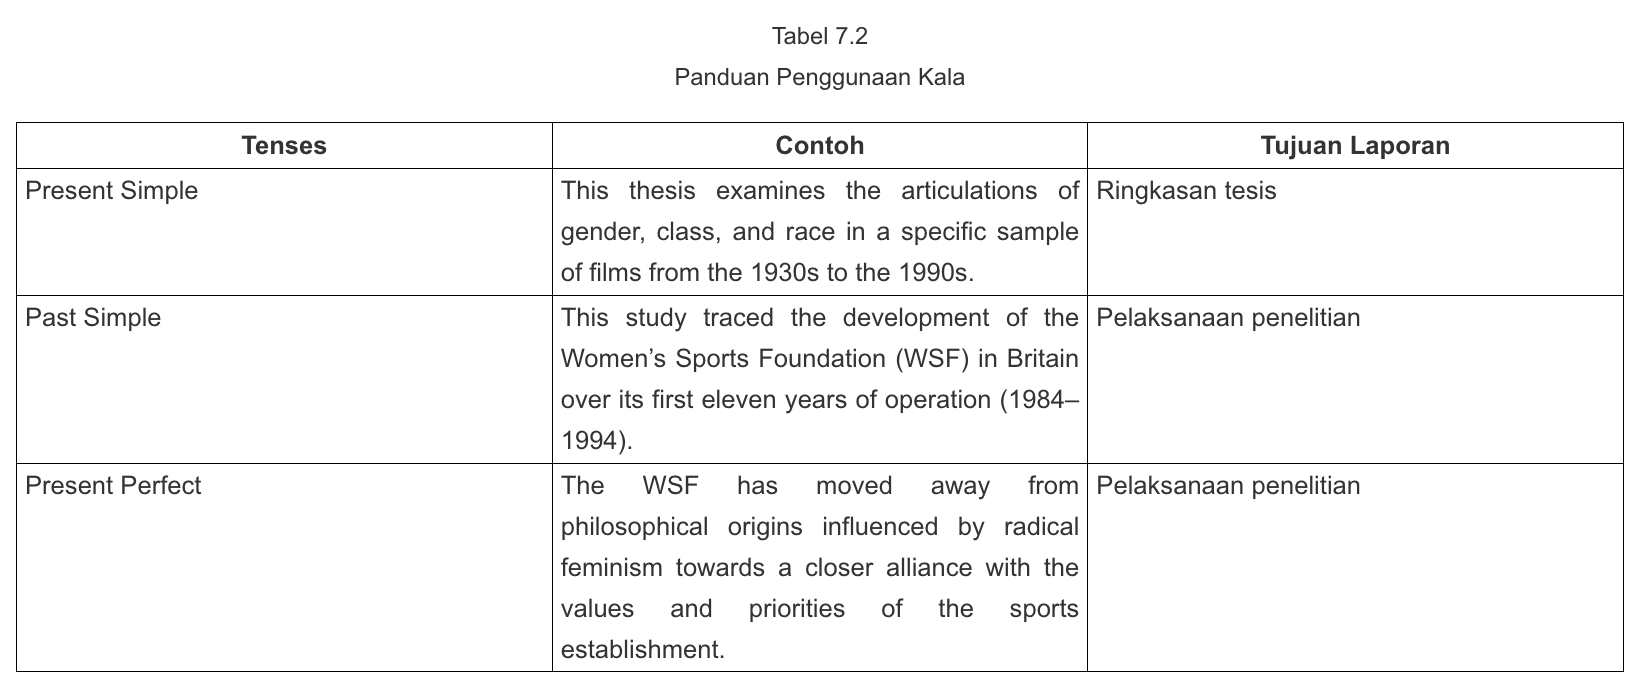 Tabel 7.2
Panduan Penggunaan Kala
Tenses Contoh Tujuan Laporan
Present Simple
This thesis examines the articulations of
gender, class, and race in a specific sample
of films from the 1930s to the 1990s.
Ringkasan tesis
Past Simple
This study traced the development of the
Women’s Sports Foundation (WSF) in Britain
over its first eleven years of operation (1984–
1994).
Pelaksanaan penelitian
Present Perfect
The WSF has moved away from
philosophical origins influenced by radical
feminism towards a closer alliance with the
values and priorities of the sports
establishment.
Pelaksanaan penelitian